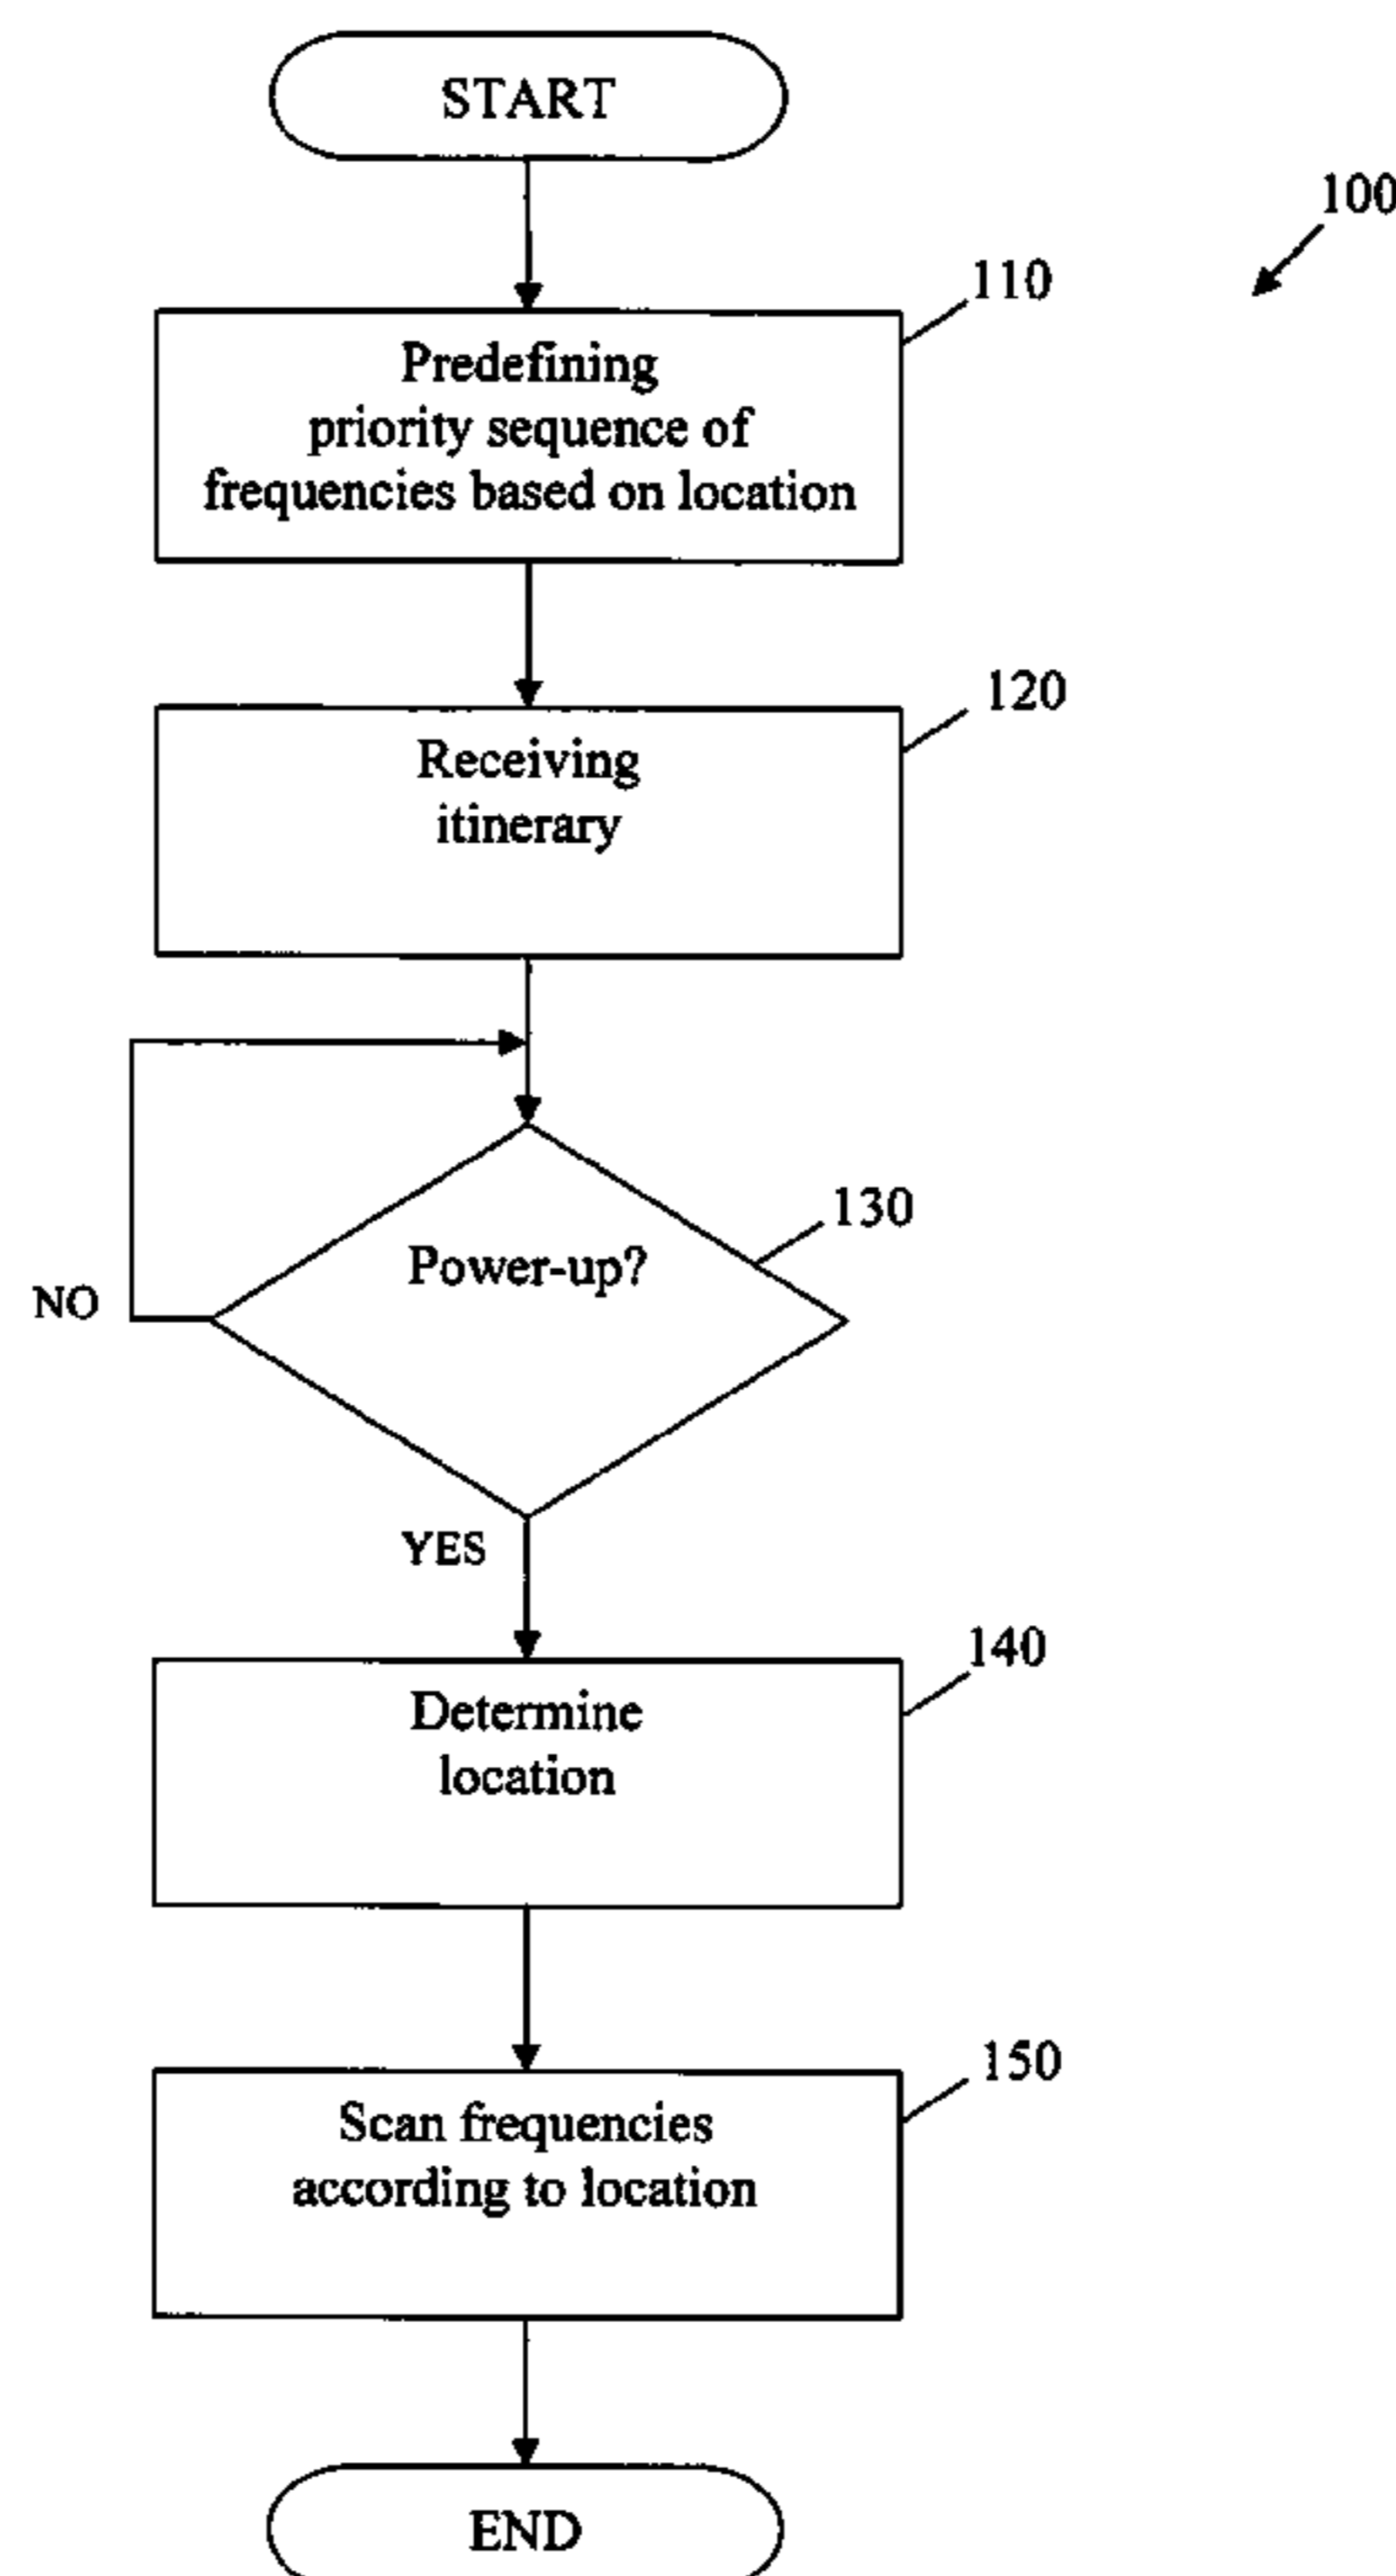 START
100
110
Predefining
priority sequence of
frequencies based on location
120
Receiving
itinerary
130
Power-up?
NO
YES
140
Determine
location
150
Scan frequencies
according to location
END